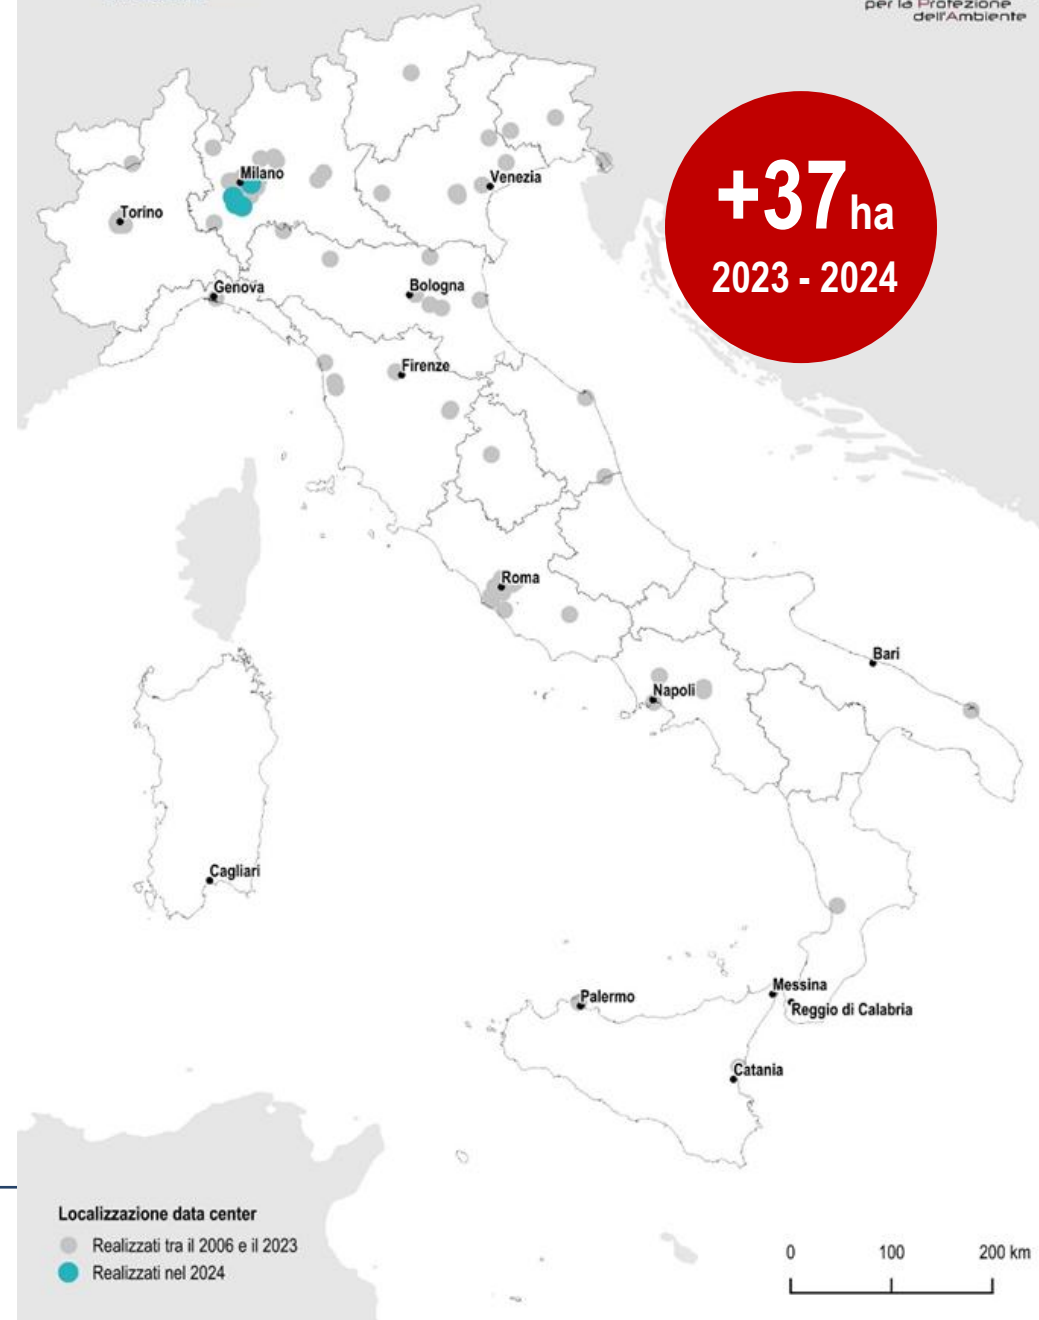 per la Protezione
dell'Ambiente
+37 ha
2023 - 2024
Milano
Venezia
Torino
Genova
Bologna
Firenze
Roma
Bari
Napoli
Cagliari
Messina
Palermo
Reggio di Calabria
Catania
Localizzazione data center
Realizzati tra il 2006 e il 2023
Realizzati nel 2024
0 100 200 km